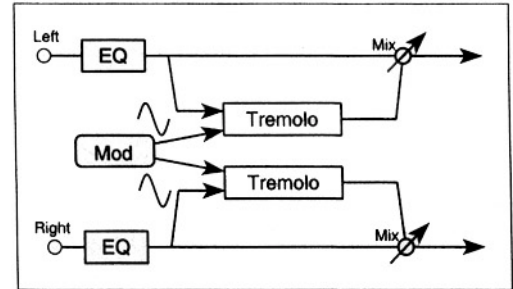 Left
EQ
Mix
Tremolo
Mod
Tremolo
Right
EQ
Mix